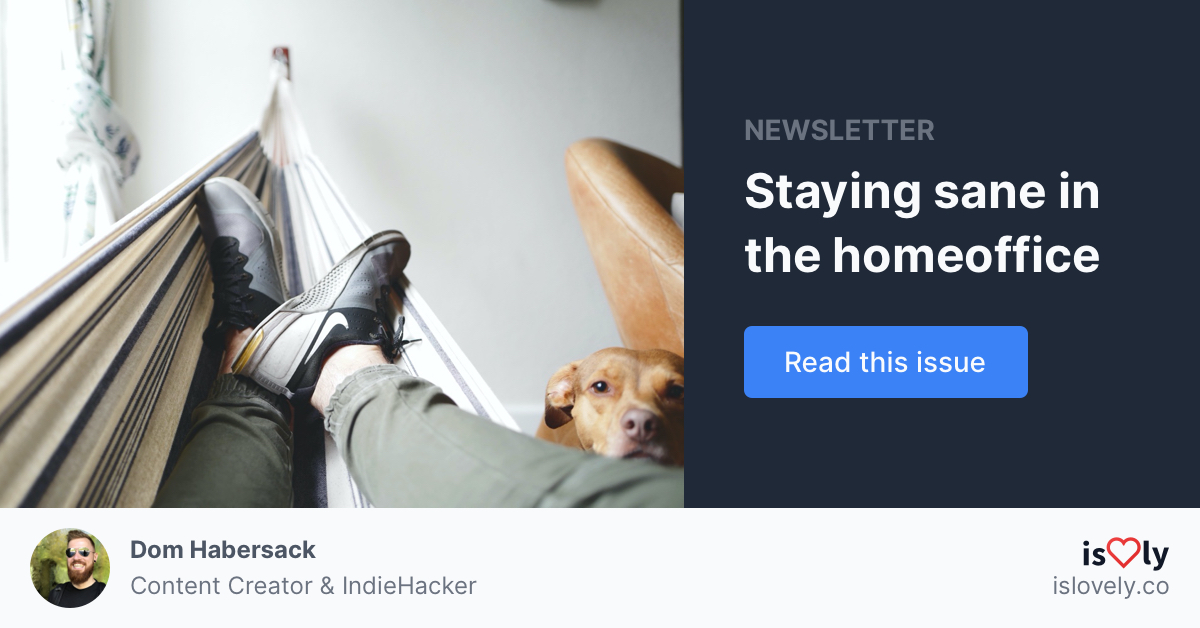 NEWSLETTER
Staying sane in
the homeoffice
Read this issue
Dom Habersack
Content Creator & IndieHacker
is♡ly
islovely.co